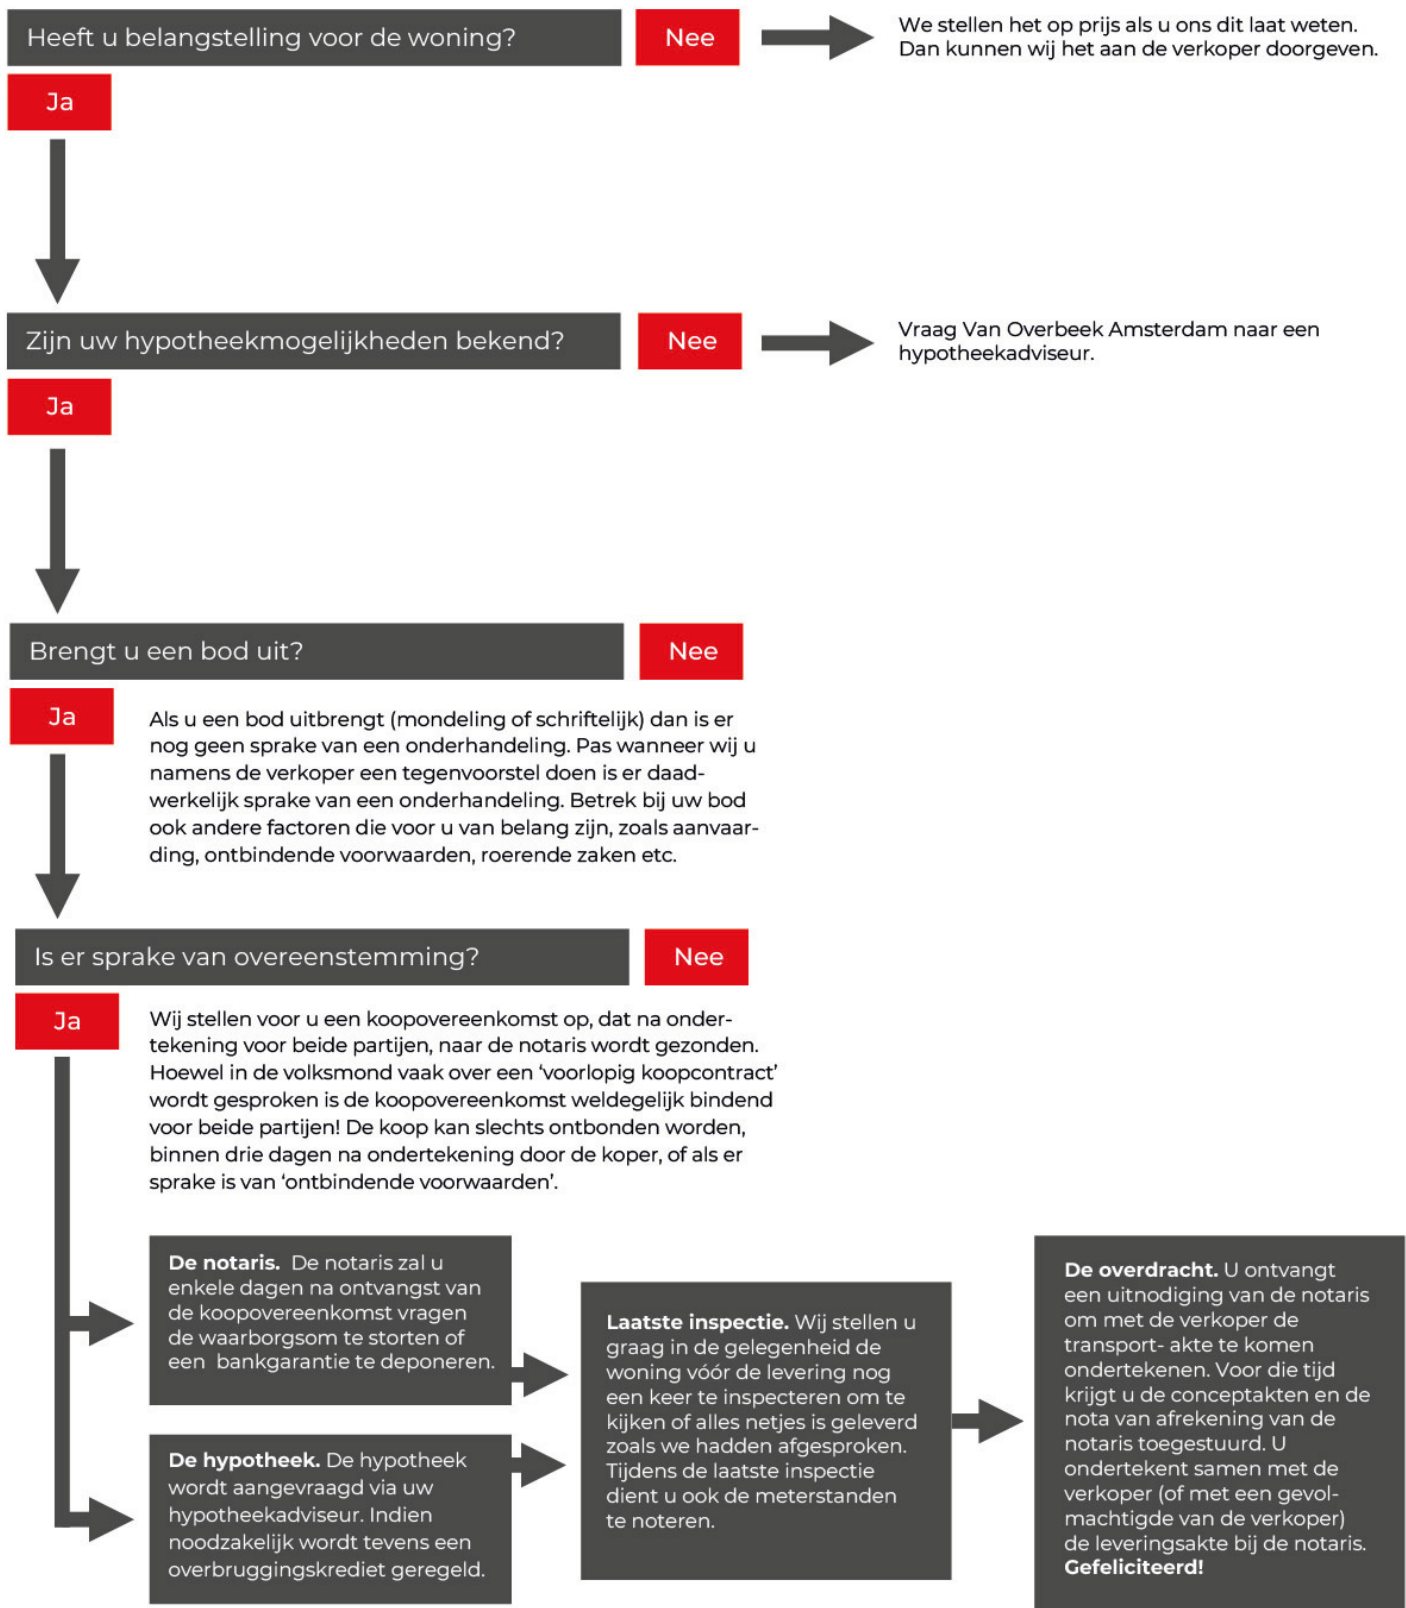 Heeft u belangstelling voor de woning?
Nee
We stellen het op prijs als u ons dit laat weten.
Dan kunnen wij het aan de verkoper doorgeven.
Ja
Zijn uw hypotheekmogelijkheden bekend?
Nee
Vraag Van Overbeek Amsterdam naar een
hypotheekadviseur.
Ja
Brengt u een bod uit?
Nee
Ja
Als u een bod uitbrengt (mondeling of schriftelijk) dan is er
nog geen sprake van een onderhandeling. Pas wanneer wij u
namens de verkoper een tegenvoorstel doen is er daad-
werkelijk sprake van een onderhandeling. Betrek bij uw bod
ook andere factoren die voor u van belang zijn, zoals aanvaar-
ding, ontbindende voorwaarden, roerende zaken etc.
Is er sprake van overeenstemming?
Nee
Ja
Wij stellen voor u een koopovereenkomst op, dat na onder-
tekening voor beide partijen, naar de notaris wordt gezonden.
Hoewel in de volksmond vaak over een ‘voorlopig koopcontract’
wordt gesproken is de koopovereenkomst weldegelijk bindend
voor beide partijen! De koop kan slechts ontbonden worden,
binnen drie dagen na ondertekening door de koper, of als er
sprake is van ‘ontbindende voorwaarden’.
De notaris. De notaris zal u
enkele dagen na ontvangst van
de koopovereenkomst vragen
de waarborgsom te storten of
een bankgarantie te deponeren.
De hypotheek. De hypotheek
wordt aangevraagd via uw
hypotheekadviseur. Indien
noodzakelijk wordt tevens een
overbruggingskrediet geregeld.
Laatste inspectie. Wij stellen u
graag in de gelegenheid de
woning vóór de levering nog
een keer te inspecteren om te
kijken of alles netjes is geleverd
zoals we hadden afgesproken.
Tijdens de laatste inspectie
dient u ook de meterstanden
te noteren.
De overdracht. U ontvangt
een uitnodiging van de notaris
om met de verkoper de
transport- akte te komen
ondertekenen. Voor die tijd
krijgt u de conceptakten en de
nota van afrekening van de
notaris toegestuurd. U
ondertekent samen met de
verkoper (of met een gevol-
machtigde van de verkoper)
de leveringsakte bij de notaris.
Gefeliciteerd!